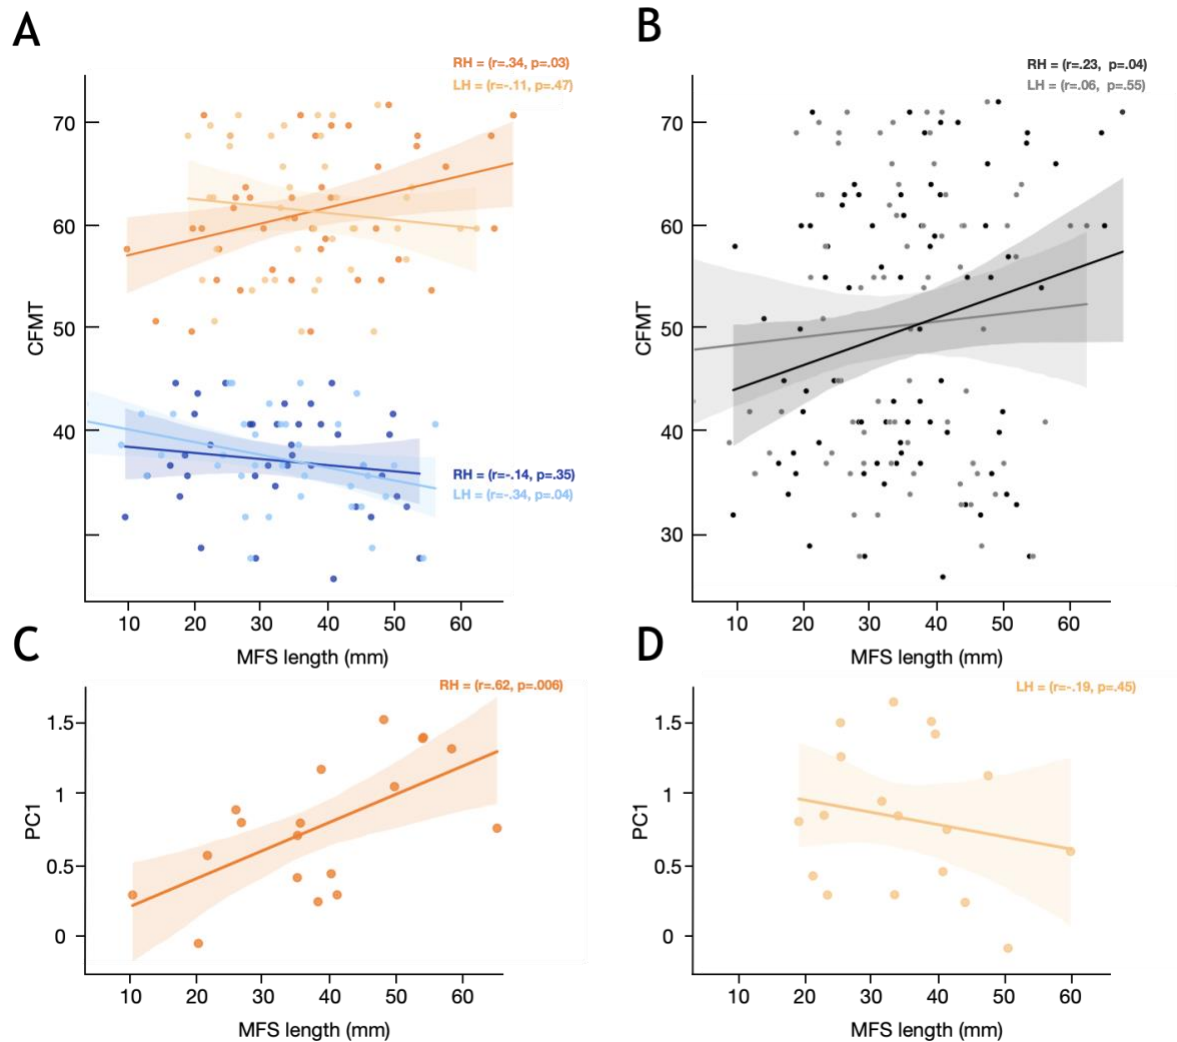 A
RH = (r=.34, p=.03)
LH = (r=-.11, p=.47)
70
60
50
40
CFMT
RH = (r=-.14, p=.35)
LH = (r=-.34, p=.04)
10 20 30 40 50 60
MFS length (mm)
B
RH = (r=.23, p=.04)
LH = (r=.06, p=.55)
70
60
50
40
30
CFMT
10 20 30 40 50 60
MFS length (mm)
C
RH = (r=.62, p=.006)
1.5
1
0.5
0
PC1
10 20 30 40 50 60
MFS length (mm)
D
LH = (r=-.19, p=.45)
1.5
1
0.5
0
PC1
10 20 30 40 50 60
MFS length (mm)